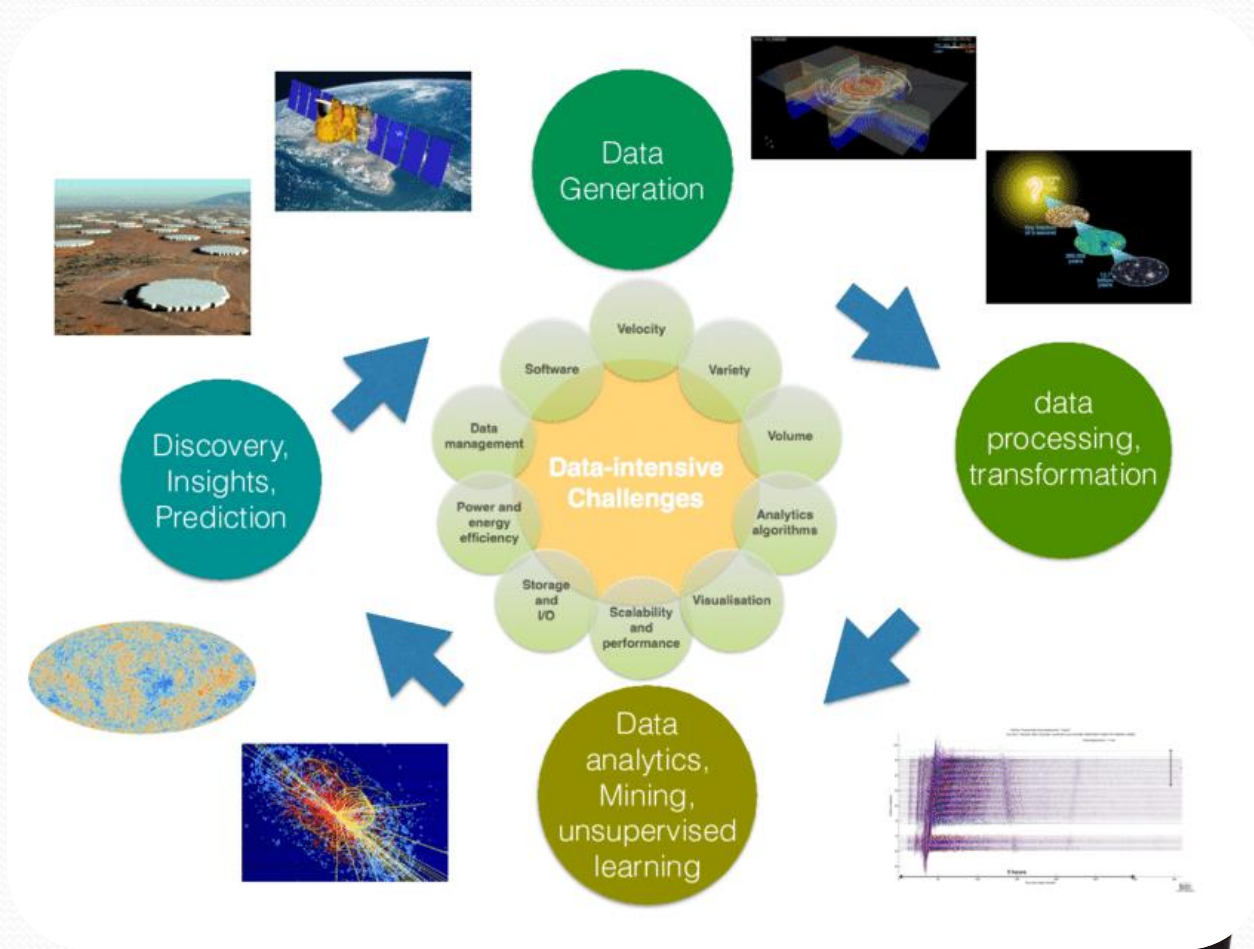 Data
Generation
Velocity
Software
Variety
Data
management
Volume
Data-intensive
Challenges
Discovery,
Insights,
Prediction
data
processing,
transformation
Power and
energy
efficiency
Analytics
algorithms
Storage
and
I/O
Visualisation
Scalability
and
performance
Data
analytics,
Mining,
unsupervised
learning
?